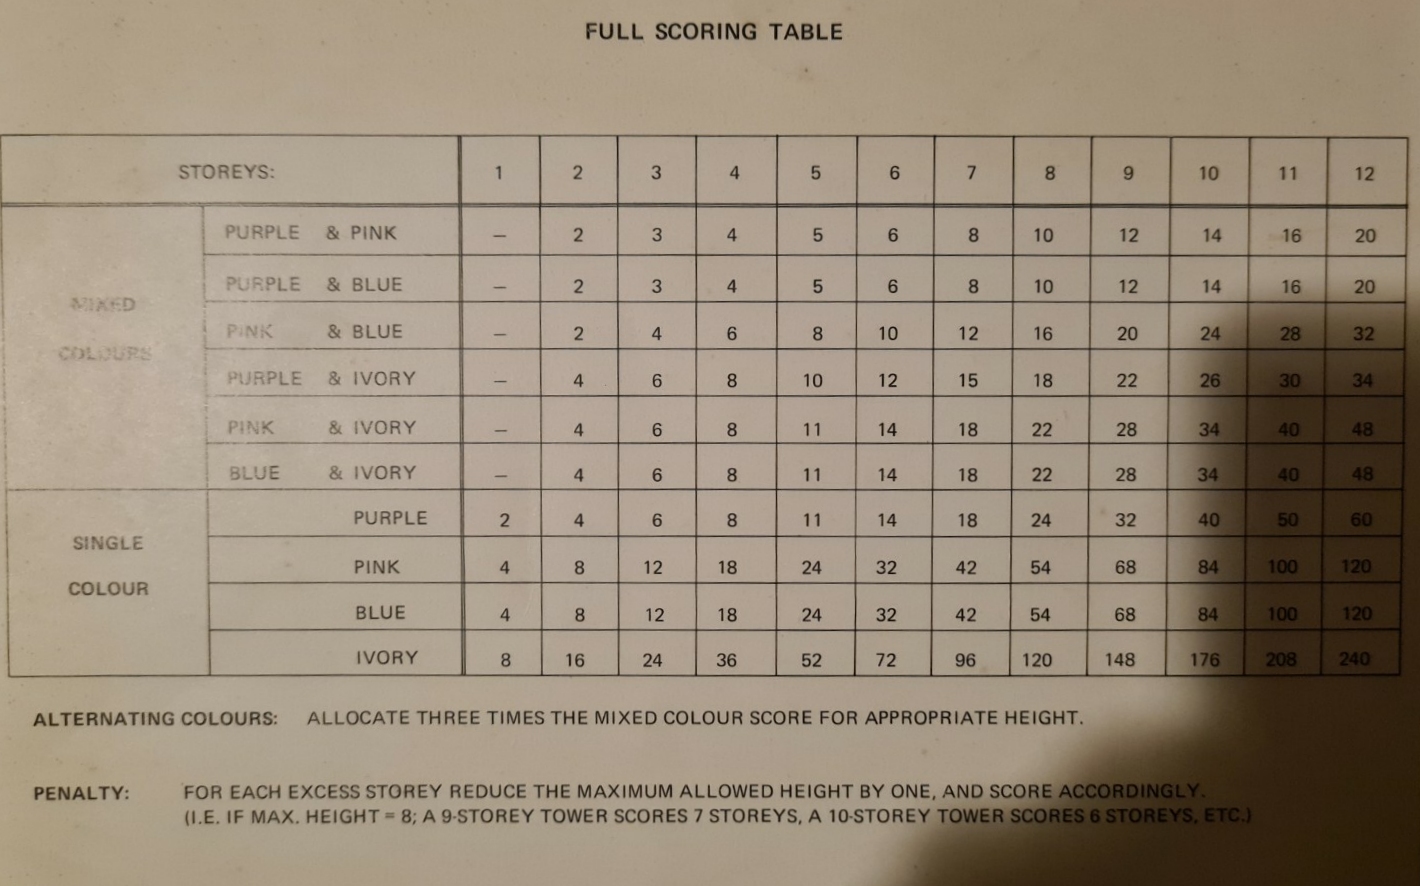 FULL SCORING TABLE
STOREYS: 1 2 3 4 5 6 7 8 9 10 11 12
MIXED COLOURS
PURPLE & PINK – 2 3 4 5 6 8 10 12 14 16 20
PURPLE & BLUE – 2 3 4 5 6 8 10 12 14 16 20
PINK & BLUE – 2 4 6 8 10 12 16 20 24 28 32
PURPLE & IVORY – 4 6 8 10 12 15 18 22 26 30 34
PINK & IVORY – 4 6 8 11 14 18 22 28 34 40 48
BLUE & IVORY – 4 6 8 11 14 18 22 28 34 40 48
SINGLE COLOUR
PURPLE 2 4 6 8 11 14 18 24 32 40 50 60
PINK 4 8 12 18 24 32 42 54 68 84 100 120
BLUE 4 8 12 18 24 32 42 54 68 84 100 120
IVORY 8 16 24 36 52 72 96 120 148 176 208 240
ALTERNATING COLOURS: ALLOCATE THREE TIMES THE MIXED COLOUR SCORE FOR APPROPRIATE HEIGHT.
PENALTY: FOR EACH EXCESS STOREY REDUCE THE MAXIMUM ALLOWED HEIGHT BY ONE, AND SCORE ACCORDINGLY.
(I.E. IF MAX. HEIGHT = 8; A 9-STOREY TOWER SCORES 7 STOREYS, A 10-STOREY TOWER SCORES 6 STOREYS, ETC.)